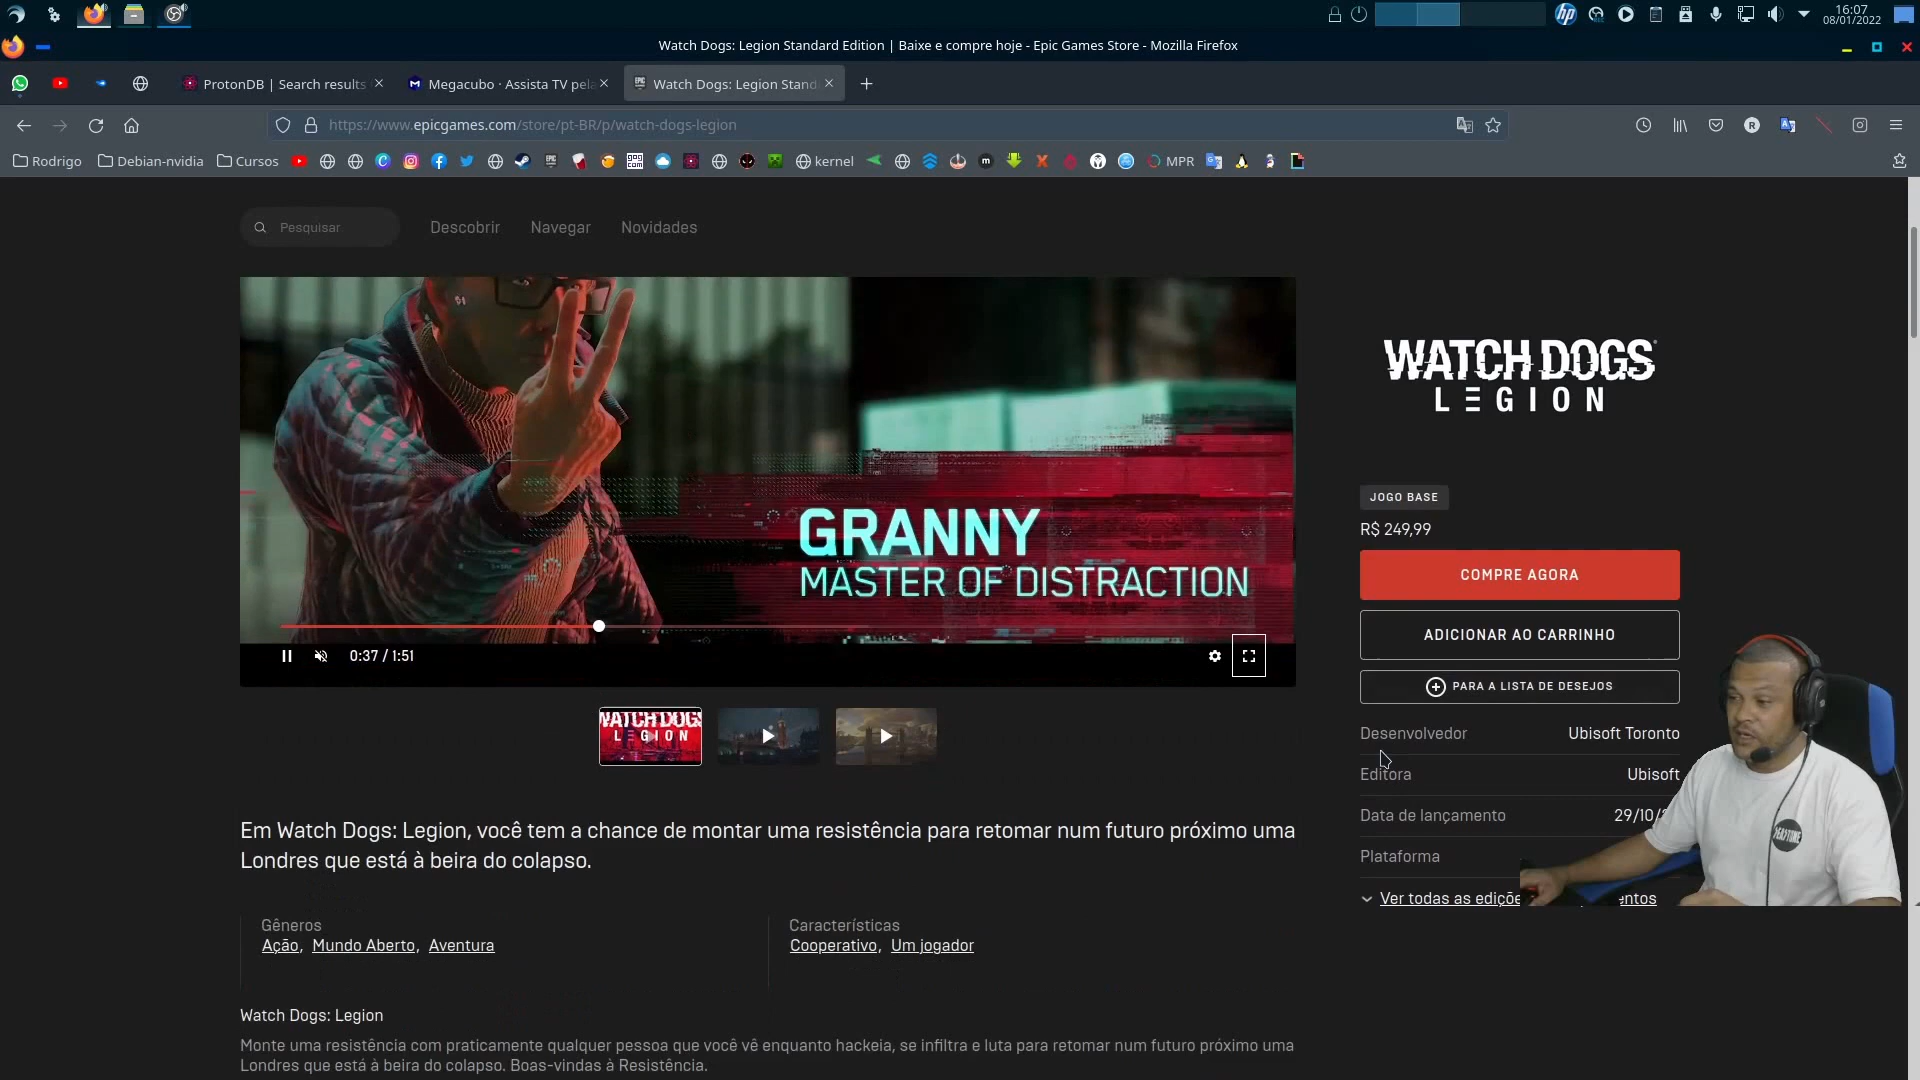 16:07
08/01/2022
Watch Dogs: Legion Standard Edition | Baixe e compre hoje - Epic Games Store - Mozilla Firefox
ProtonDB | Search results
Megacubo · Assista TV pela
Watch Dogs: Legion Stand
https://www.epicgames.com/store/pt-BR/p/watch-dogs-legion
Rodrigo
Debian-nvidia
Cursos
kernel
MPR
Pesquisar
Descobrir
Navegar
Novidades
GRANNY
MASTER OF DISTRACTION
0:37 / 1:51
WATCH DOGS
LEGION
WATCH DOGS
LEGION
JOGO BASE
R$ 249,99
COMPRE AGORA
ADICIONAR AO CARRINHO
PARA A LISTA DE DESEJOS
Desenvolvedor
Ubisoft Toronto
Editora
Ubisoft
Data de lançamento
29/10/
Plataforma
Ver todas as ediçõe
entos
Em Watch Dogs: Legion, você tem a chance de montar uma resistência para retomar num futuro próximo uma
Londres que está à beira do colapso.
Gêneros
Ação, Mundo Aberto, Aventura
Características
Cooperativo, Um jogador
Watch Dogs: Legion
Monte uma resistência com praticamente qualquer pessoa que você vê enquanto hackeia, se infiltra e luta para retomar num futuro próximo uma
Londres que está à beira do colapso. Boas-vindas à Resistência.